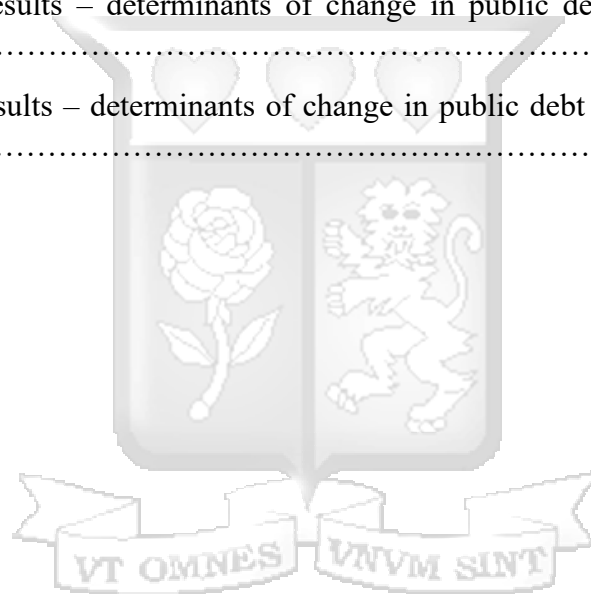 esults – determinants of change in public de
................................................................
sults – determinants of change in public debt
................................................................
VT OMNES VNVM SINT